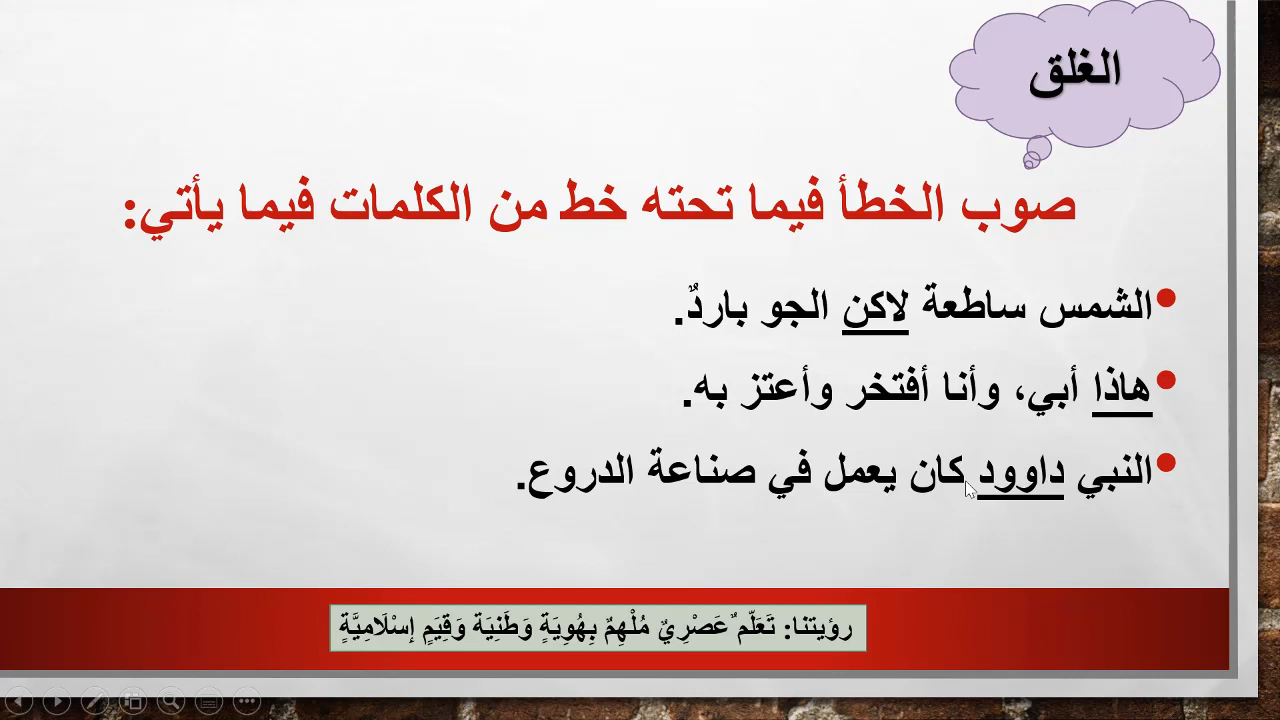 الغلق
صوب الخطأ فيما تحته خط من الكلمات فيما يأتي:
الشمس ساطعة لاكن الجو باردٌ.
هاذا أبي، وأنا أفتخر وأعتز به.
النبي داوود كان يعمل في صناعة الدروع.
رؤيتنا: تَعَلّم ٌعَصْرِيٌ مُلْهِمٌ بِهُوِيَةٍ وَطَنِيَة وَقِيَمٍ إسْلَامِيَّةٍ